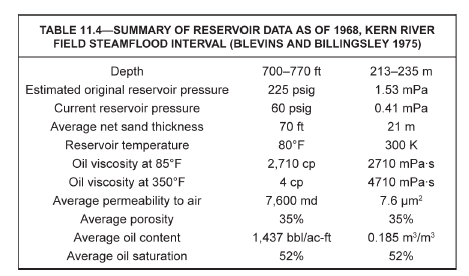 TABLE 11.4—SUMMARY OF RESERVOIR DATA AS OF 1968, KERN RIVER
FIELD STEAMFLOOD INTERVAL (BLEVINS AND BILLINGSLEY 1975)
Depth 700–770 ft 213–235 m
Estimated original reservoir pressure 225 psig 1.53 mPa
Current reservoir pressure 60 psig 0.41 mPa
Average net sand thickness 70 ft 21 m
Reservoir temperature 80°F 300 K
Oil viscosity at 85°F 2,710 cp 2710 mPa·s
Oil viscosity at 350°F 4 cp 4710 mPa·s
Average permeability to air 7,600 md 7.6 μm²
Average porosity 35% 35%
Average oil content 1,437 bbl/ac-ft 0.185 m³/m³
Average oil saturation 52% 52%